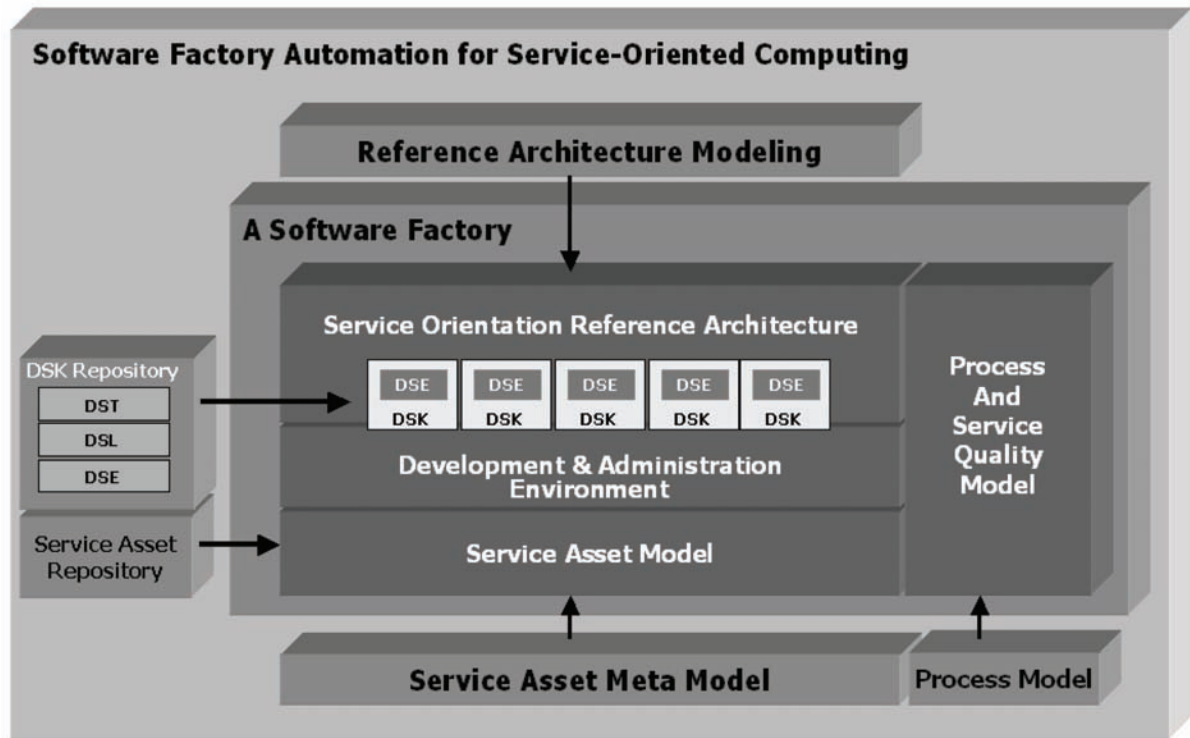 Software Factory Automation for Service-Oriented Computing
Reference Architecture Modeling
A Software Factory
Service Orientation Reference Architecture
DSE DSE DSE DSE DSE
DSK DSK DSK DSK DSK
Development & Administration
Environment
Service Asset Model
Process
And
Service
Quality
Model
DSK Repository
DST
DSL
DSE
Service Asset
Repository
Service Asset Meta Model
Process Model